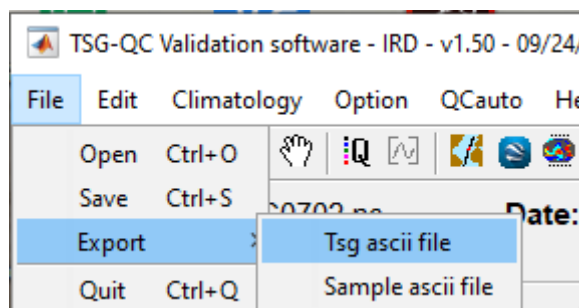 TSG-QC Validation software - IRD - v1.50 - 09/24/
File Edit Climatology Option QCauto He
Open Ctrl+O
Save Ctrl+S
Export
Quit Ctrl+Q
Date:
Tsg ascii file
Sample ascii file